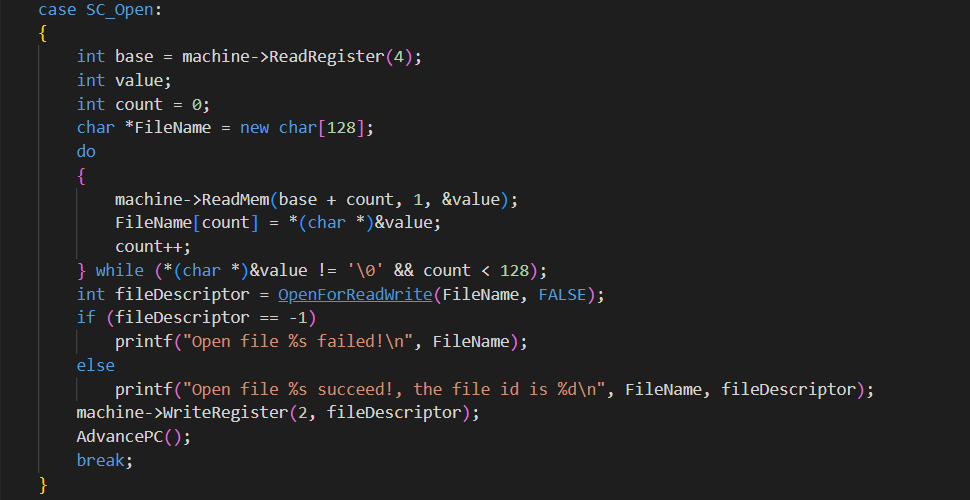 case SC_Open:
{
    int base = machine->ReadRegister(4);
    int value;
    int count = 0;
    char *FileName = new char[128];
    do
    {
        machine->ReadMem(base + count, 1, &value);
        FileName[count] = *(char *)&value;
        count++;
    } while (*(char *)&value != '\0' && count < 128);
    int fileDescriptor = OpenForReadWrite(FileName, FALSE);
    if (fileDescriptor == -1)
        printf("Open file %s failed!\n", FileName);
    else
        printf("Open file %s succeed!, the file id is %d\n", FileName, fileDescriptor);
    machine->WriteRegister(2, fileDescriptor);
    AdvancePC();
    break;
}